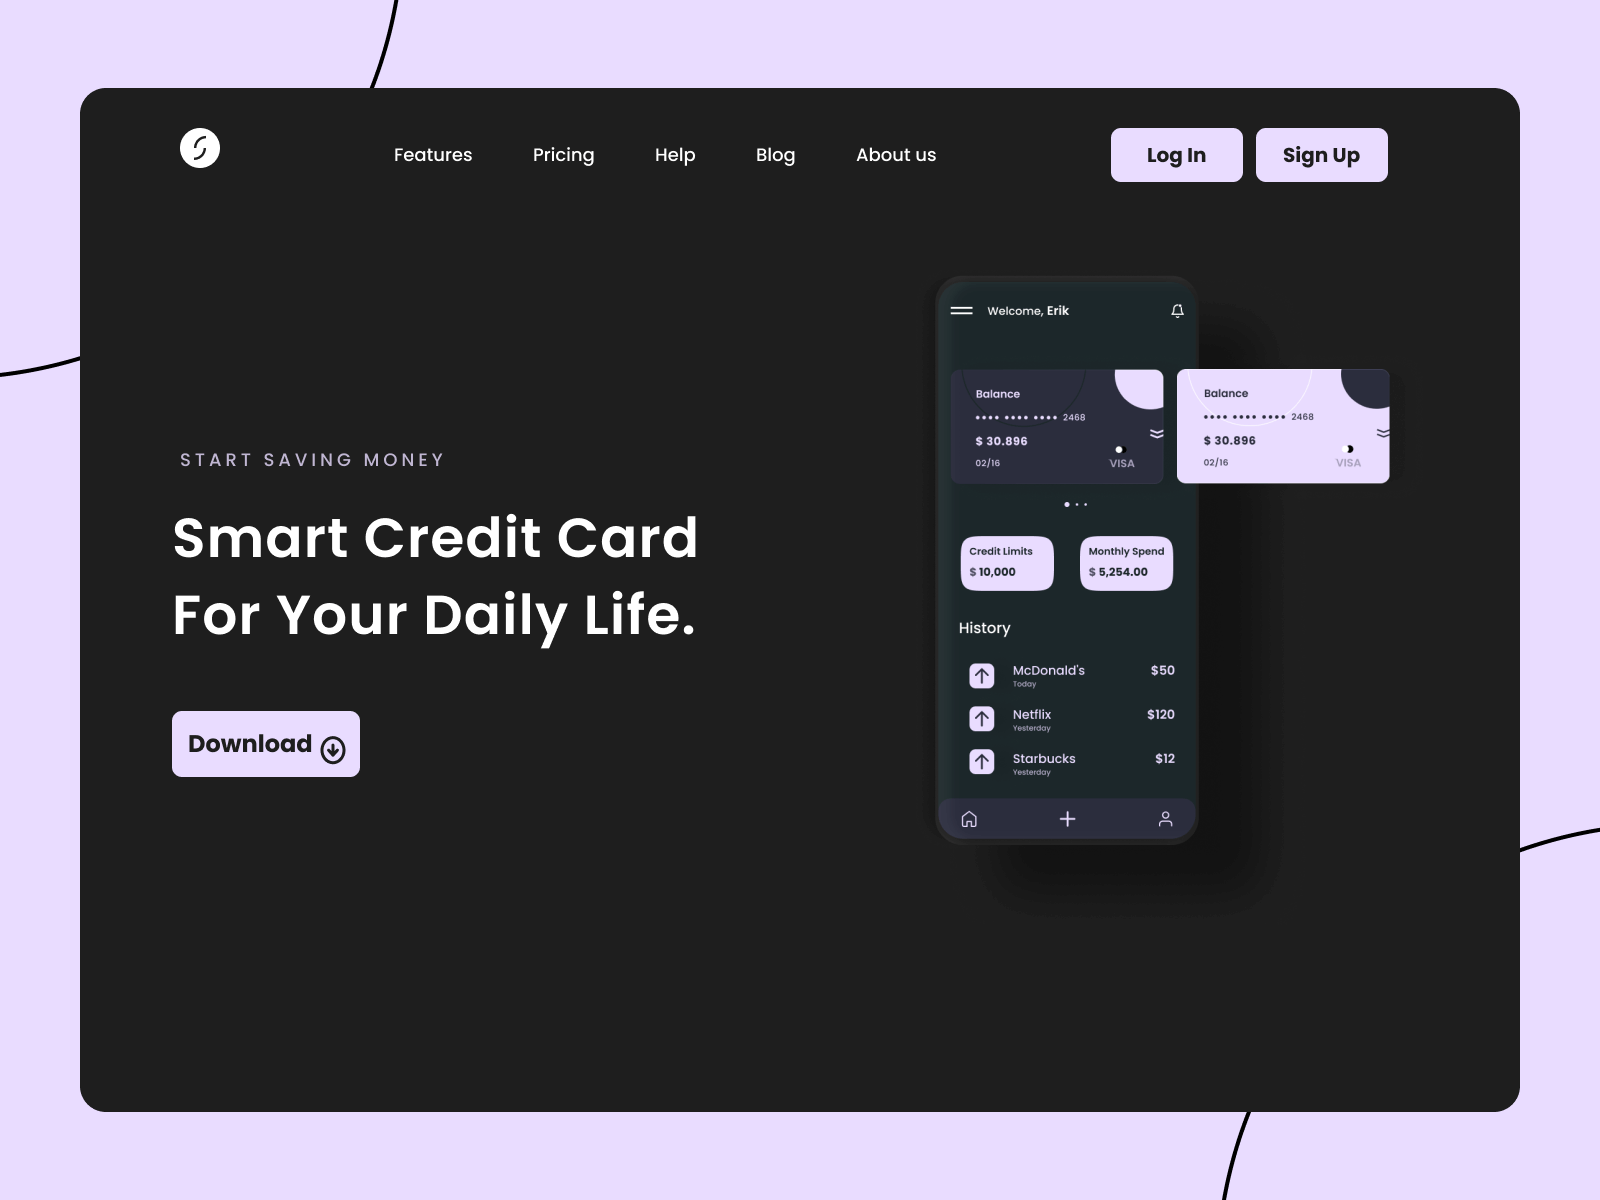 Features Pricing Help Blog About us Log In Sign Up
START SAVING MONEY
Smart Credit Card
For Your Daily Life.
Download
Welcome, Erik
Balance
•••• •••• •••• 2468
$ 30.896
02/16
VISA
Balance
•••• •••• •••• 2468
$ 30.896
02/16
VISA
Credit Limits
$ 10,000
Monthly Spend
$ 5,254.00
History
McDonald's $50
Today
Netflix $120
Yesterday
Starbucks $12
Yesterday